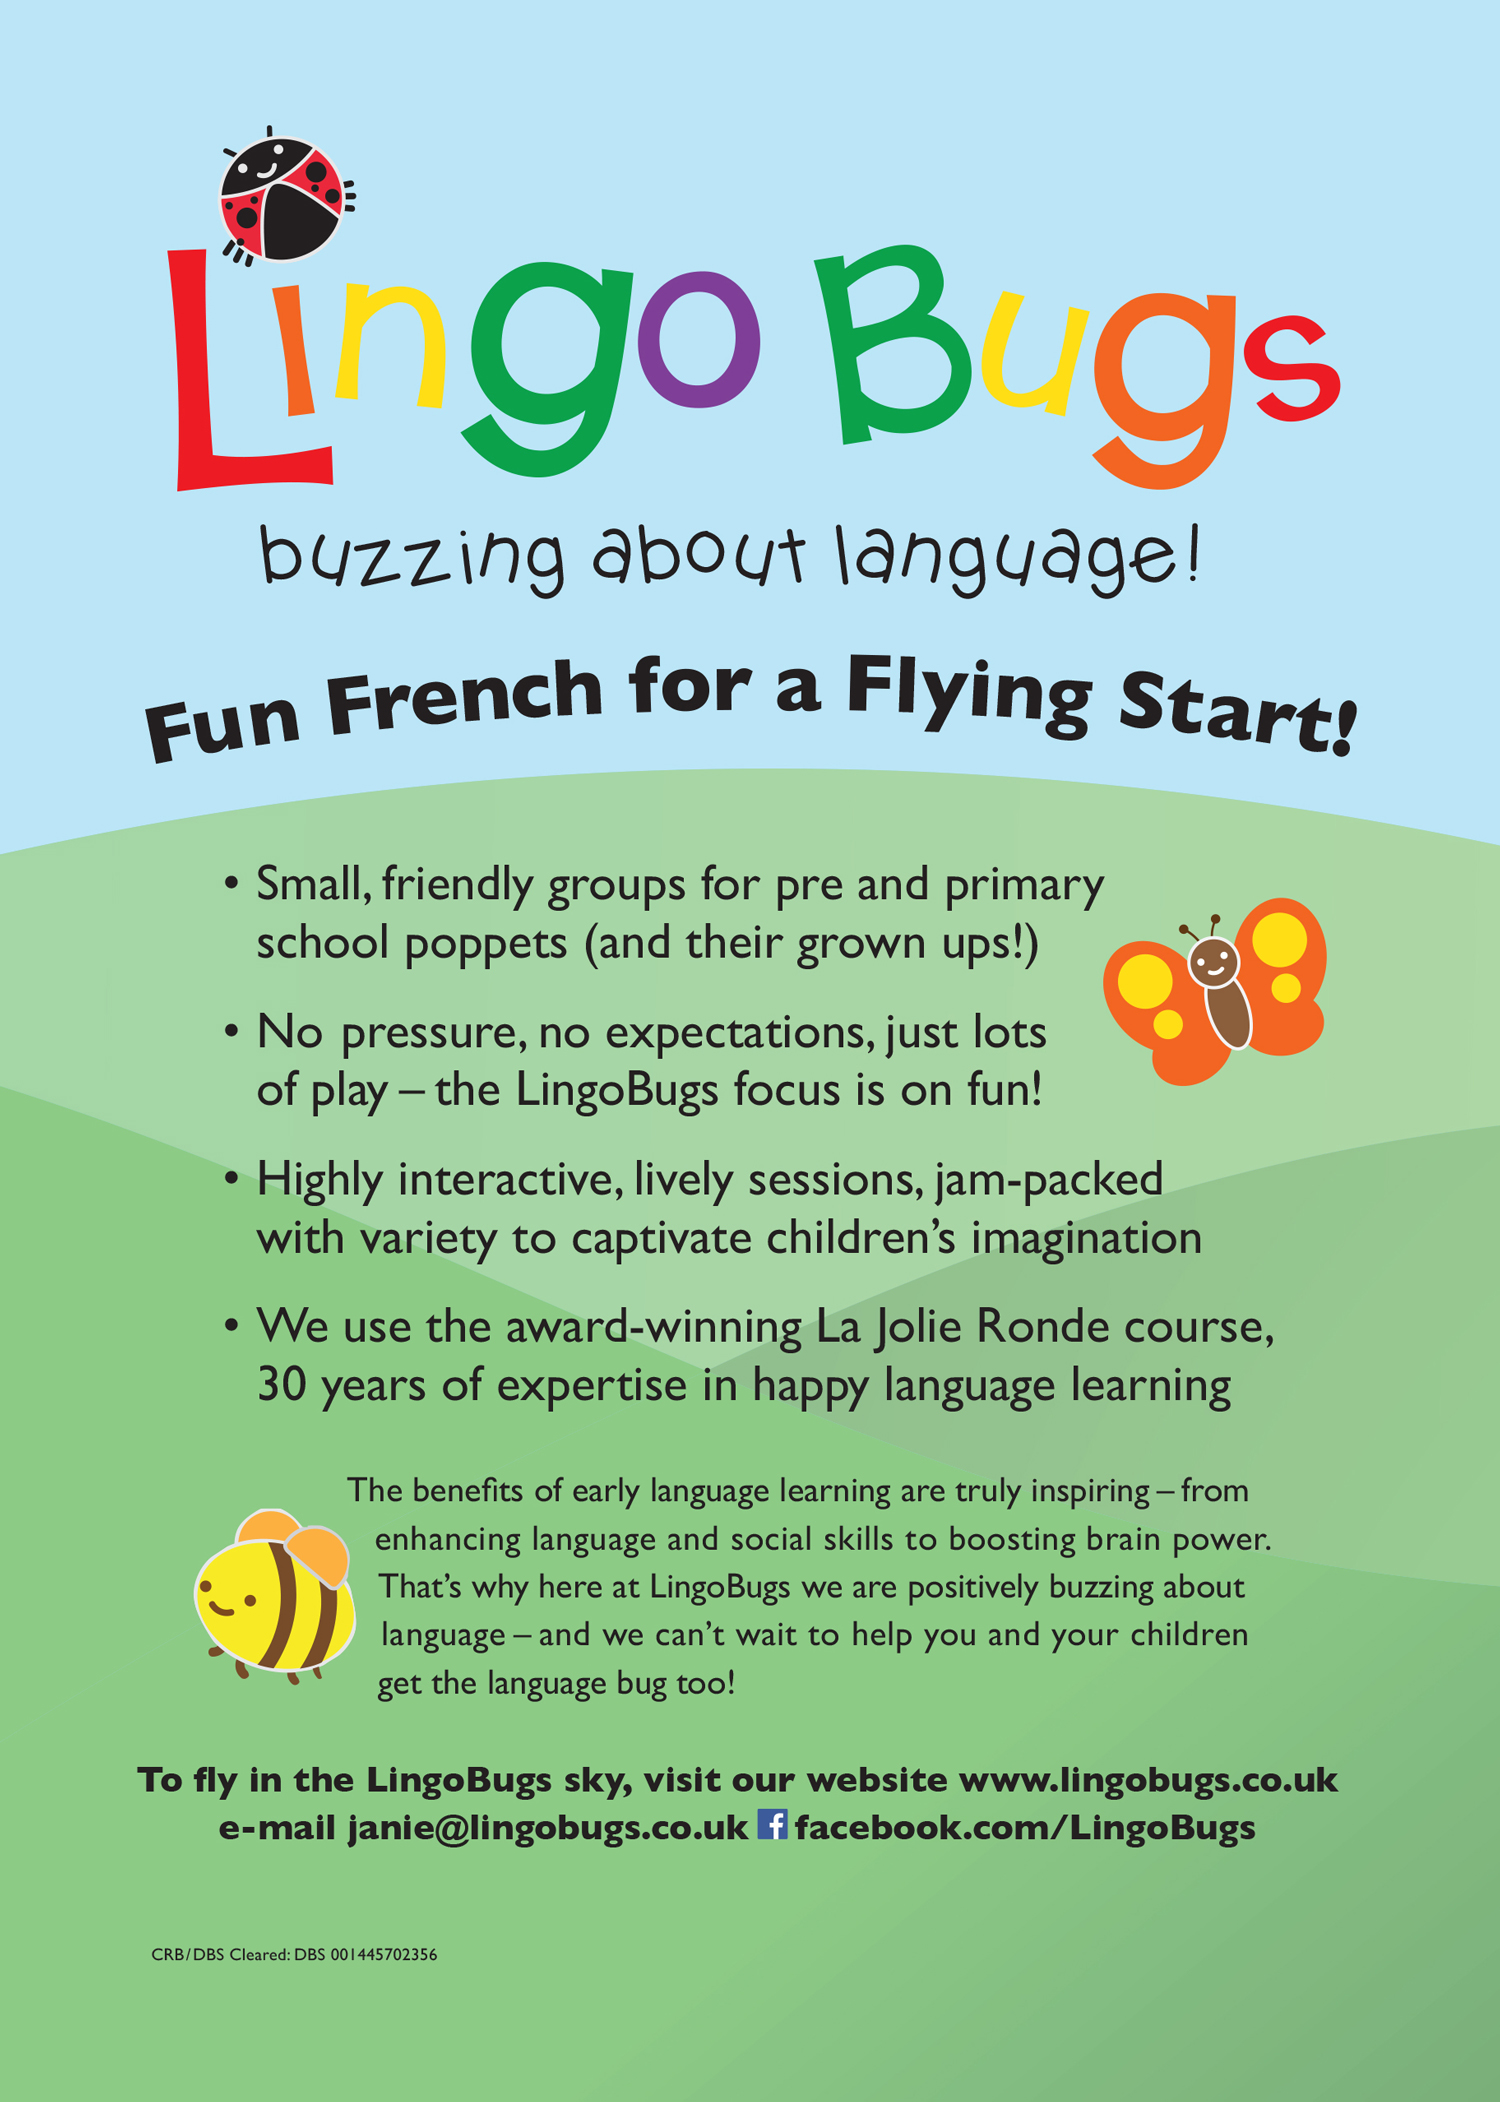 Lingo Bugs
buzzing about language!
Fun French for a Flying Start!
• Small, friendly groups for pre and primary
school poppets (and their grown ups!)
• No pressure, no expectations, just lots
of play – the LingoBugs focus is on fun!
• Highly interactive, lively sessions, jam-packed
with variety to captivate children’s imagination
• We use the award-winning La Jolie Ronde course,
30 years of expertise in happy language learning
The benefits of early language learning are truly inspiring – from
enhancing language and social skills to boosting brain power.
That’s why here at LingoBugs we are positively buzzing about
language – and we can’t wait to help you and your children
get the language bug too!
To fly in the LingoBugs sky, visit our website www.lingobugs.co.uk
e-mail janie@lingobugs.co.uk f facebook.com/LingoBugs
CRB/DBS Cleared: DBS 001445702356